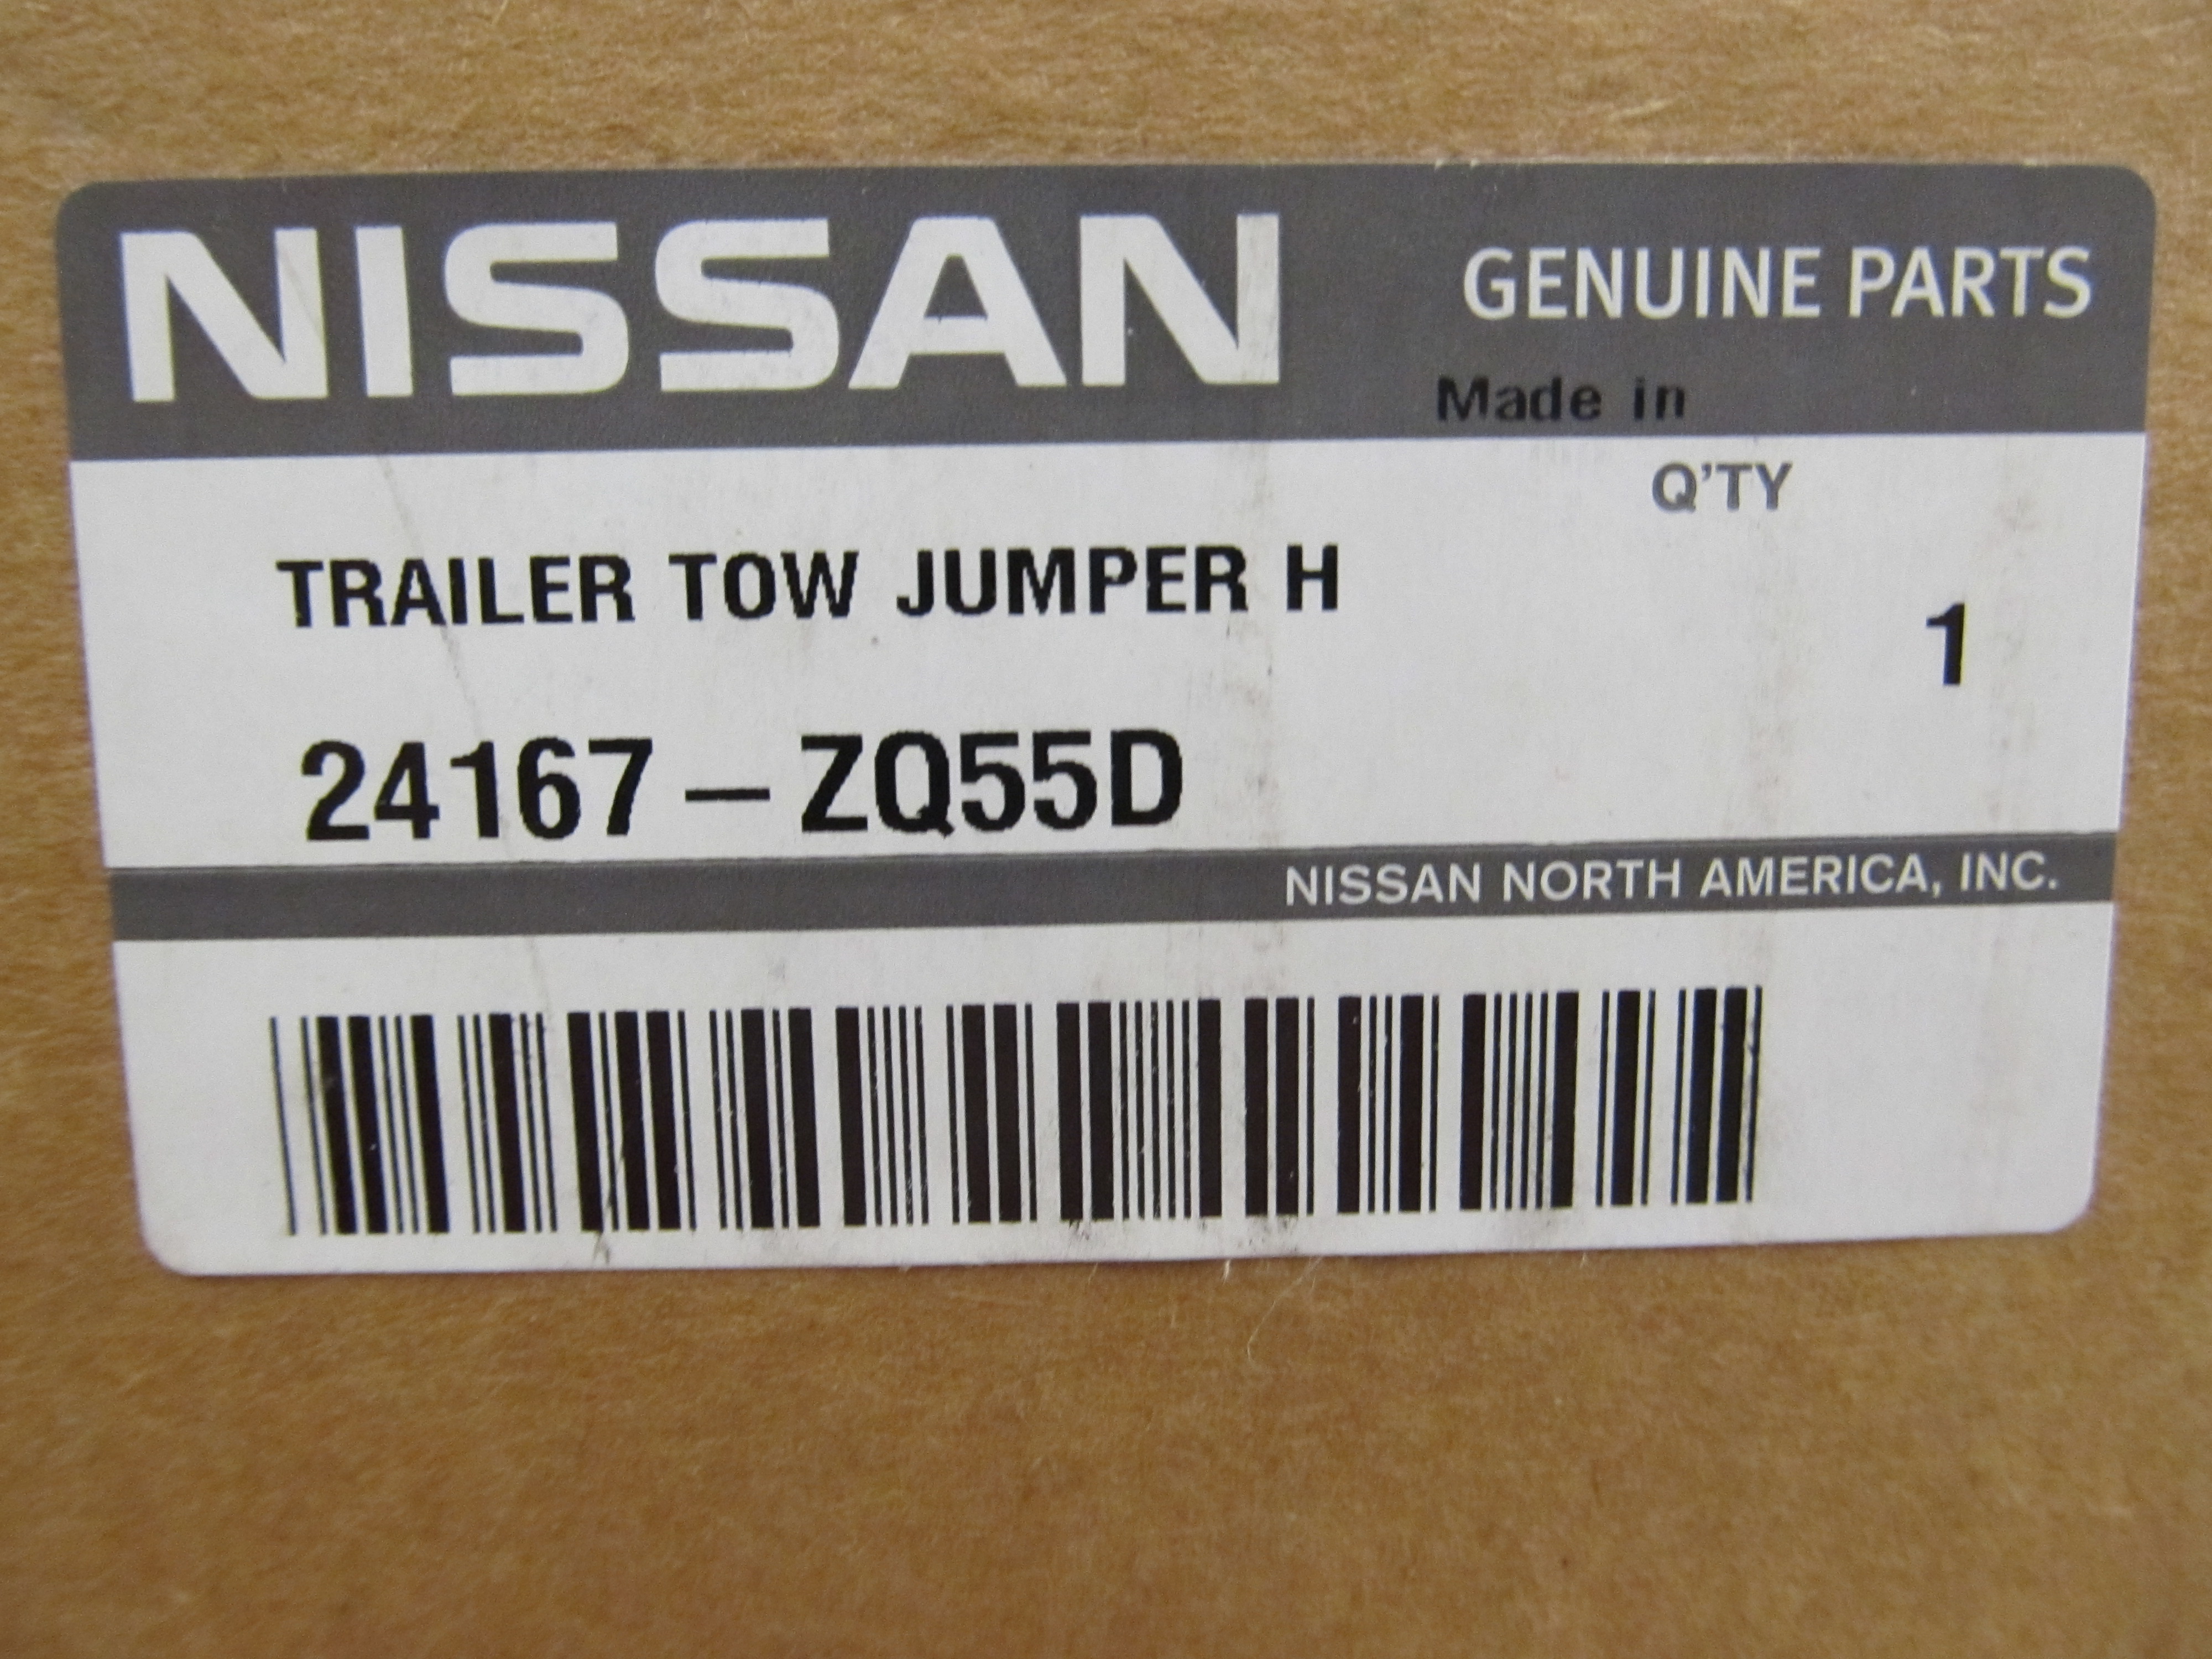 NISSAN
GENUINE PARTS
Made in
Q'TY
TRAILER TOW JUMPER H
1
24167-ZQ55D
NISSAN NORTH AMERICA, INC.